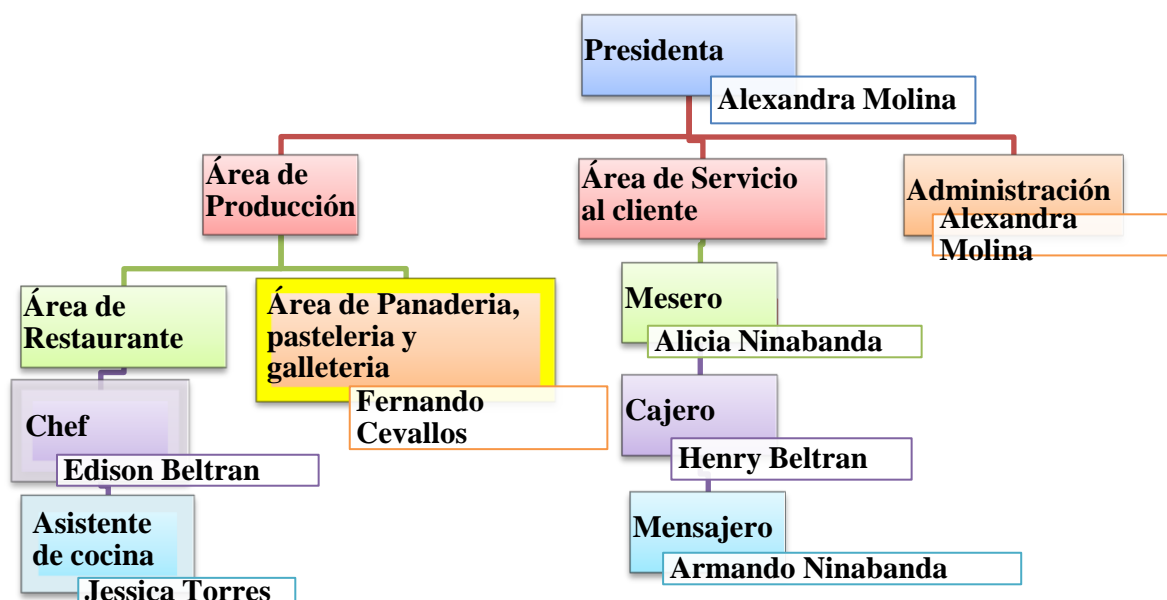 Presidenta
Alexandra Molina
Área de
Producción
Área de Servicio
al cliente
Administración
Alexandra
Molina
Área de
Restaurante
Área de Panaderia,
pasteleria y
galleteria
Fernando
Cevallos
Mesero
Alicia Ninabanda
Chef
Edison Beltran
Cajero
Henry Beltran
Asistente
de cocina
Jessica Torres
Mensajero
Armando Ninabanda